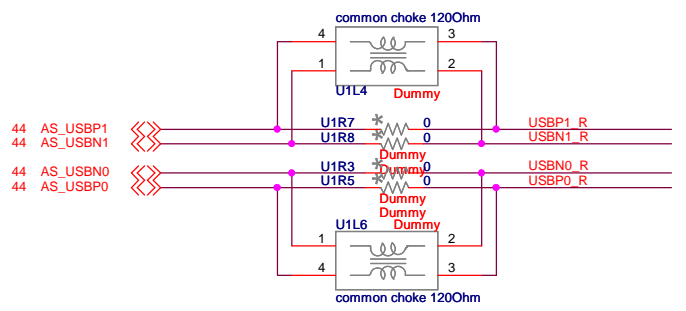 common choke 120Ohm
4 3
1 2
U1L4 Dummy
44 AS_USBP1 U1R7 * 0 USBP1_R
44 AS_USBN1 U1R8 0 USBN1_R
Dummy
Dummy
44 AS_USBN0 U1R3 * 0 USBN0_R
44 AS_USBP0 U1R5 * 0 USBP0_R
Dummy
Dummy
U1L6 Dummy
1 2
4 3
common choke 120Ohm